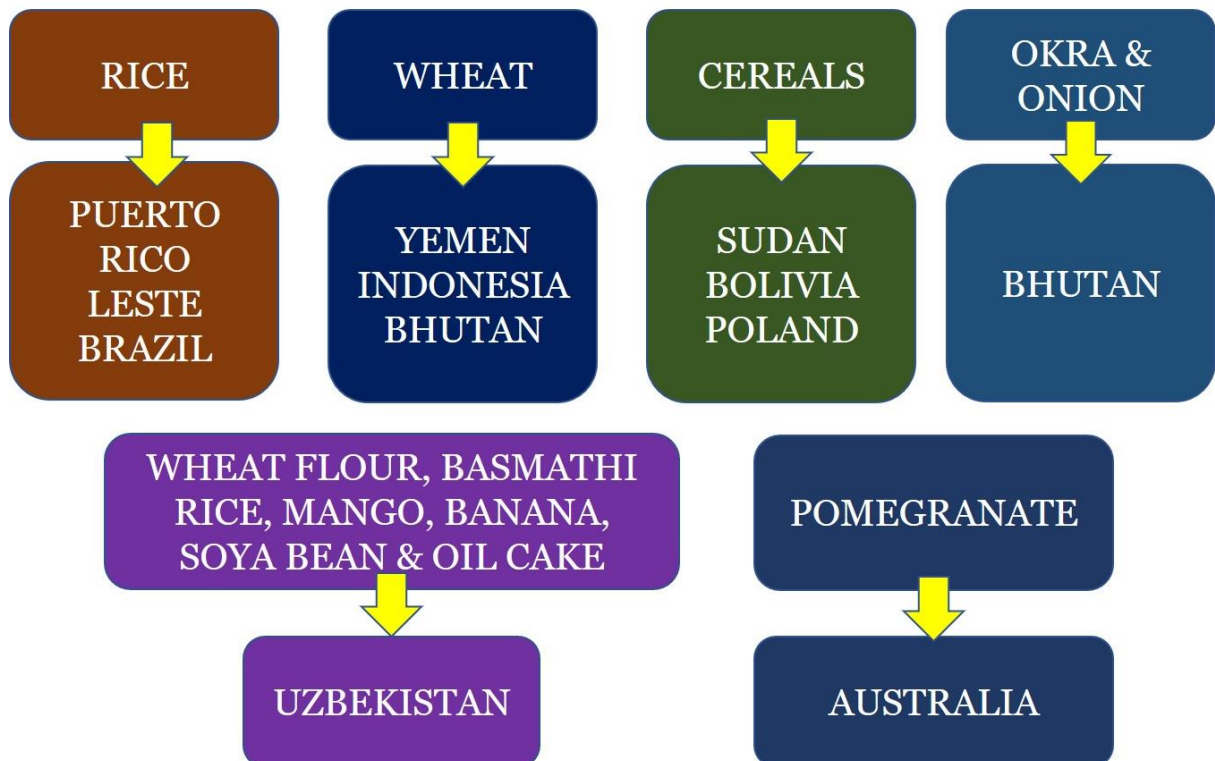 RICE
PUERTO
RICO
LESTE
BRAZIL
WHEAT
YEMEN
INDONESIA
BHUTAN
CEREALS
SUDAN
BOLIVIA
POLAND
OKRA &
ONION
BHUTAN
WHEAT FLOUR, BASMATHI
RICE, MANGO, BANANA,
SOYA BEAN & OIL CAKE
UZBEKISTAN
POMEGRANATE
AUSTRALIA